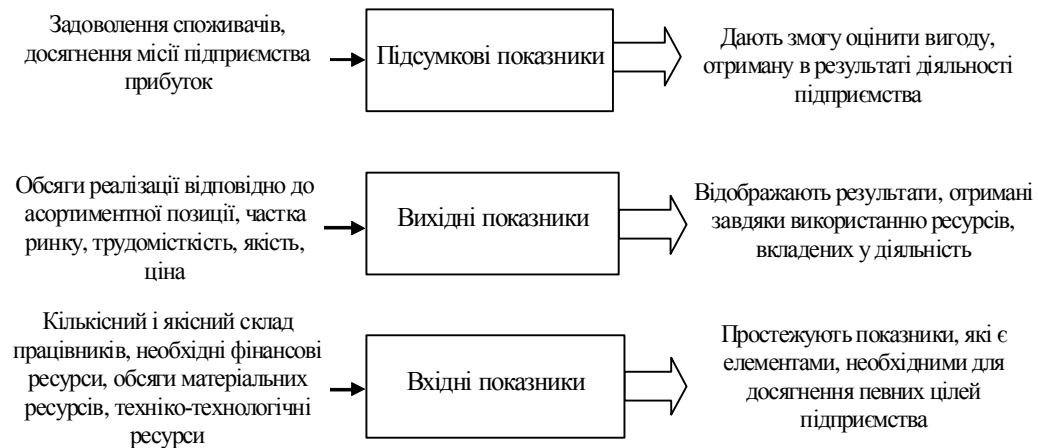 Задоволення споживачів,
досягнення місії підприємства
прибуток
Підсумкові показники
Дають змогу оцінити вигоду,
отриману в результаті діяльності
підприємства
Обсяги реалізації відповідно до
асортиментної позиції, частка
ринку, трудомісткість, якість,
ціна
Вихідні показники
Відображають результати, отримані
завдяки використанню ресурсів,
вкладених у діяльність
Кількісний і якісний склад
працівників, необхідні фінансові
ресурси, обсяги матеріальних
ресурсів, техніко-технологічні
ресурси
Вхідні показники
Простежують показники, які є
елементами, необхідними для
досягнення певних цілей
підприємства